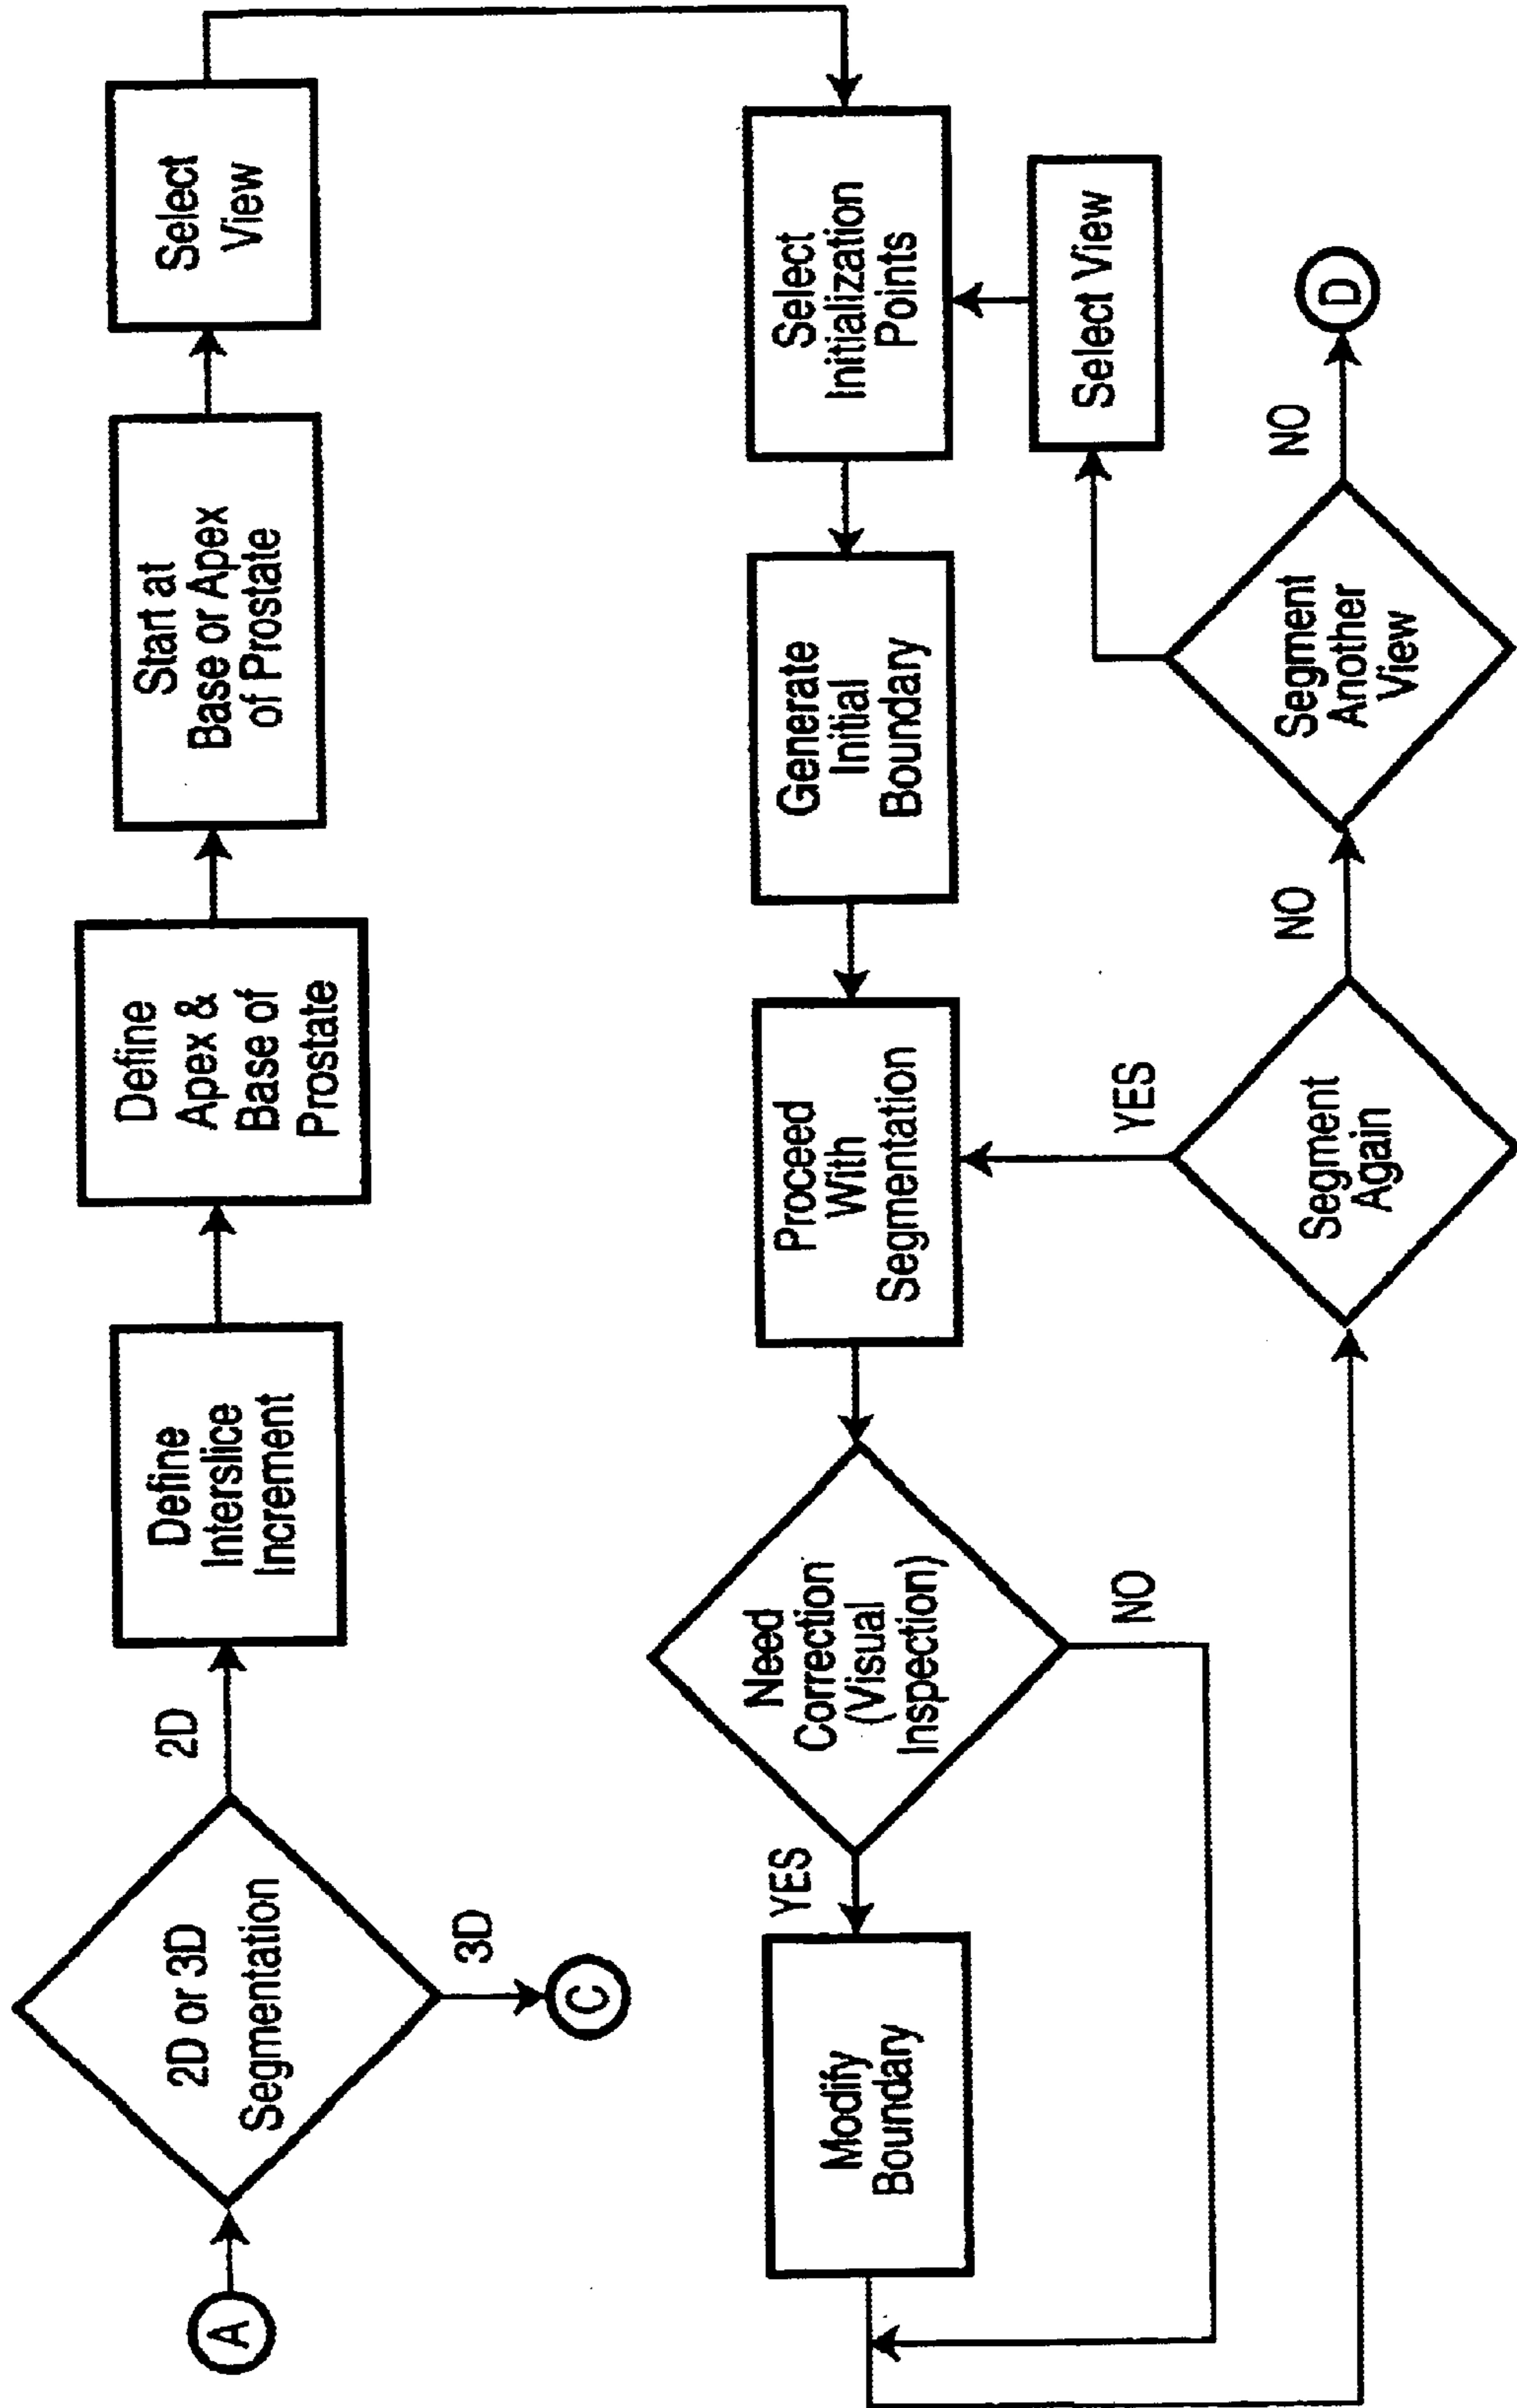 A
2D or 3D
Segmentation
2D
3D
C
Define
Interslice
Increment
Define
Apex &
Base of
Prostate
Start at
Base or Apex
of Prostate
Select
View
Select
Initialization
Points
Generate
Initial
Boundary
Proceed
With
Segmentation
Need
Correction
(Visual
Inspection)
YES
NO
Modify
Boundary
Segment
Again
YES
NO
Segment
Another
View
NO
Select View
D